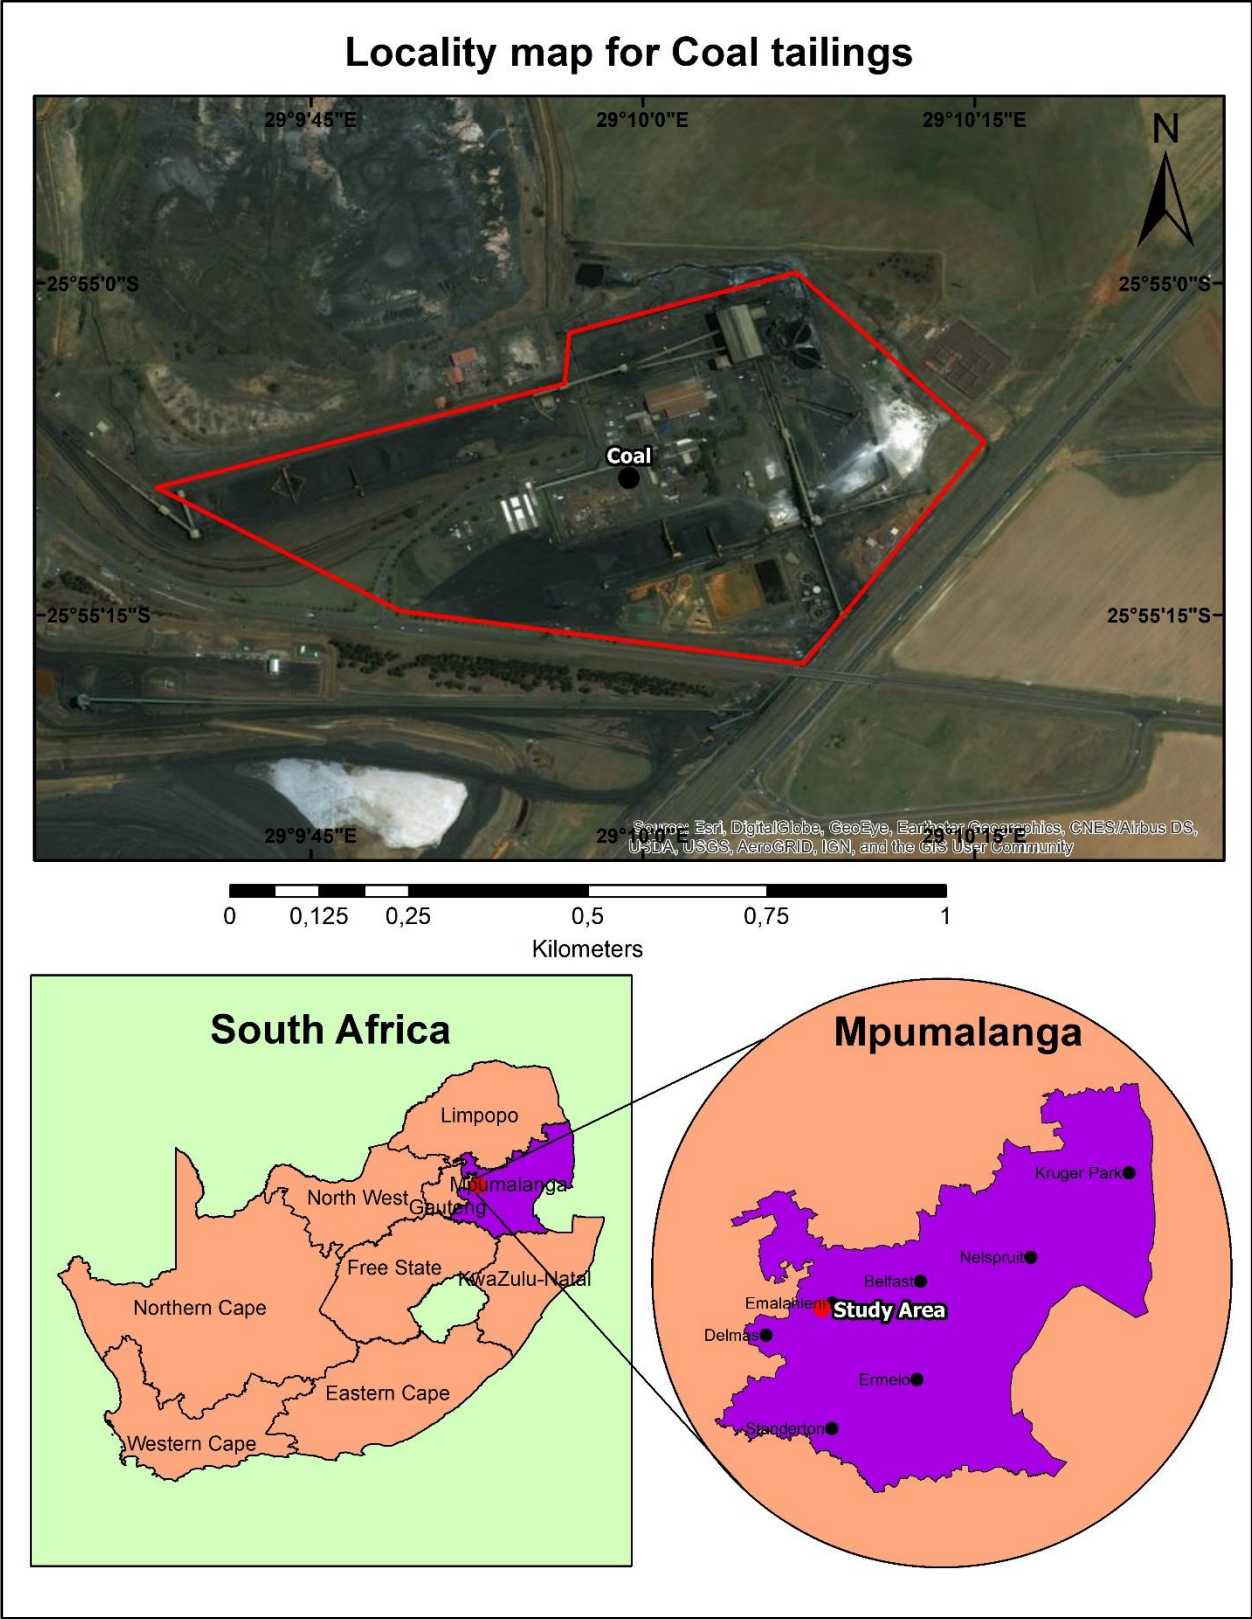 Locality map for Coal tailings
29°9'45"E 29°10'0"E 29°10'15"E
N
25°55'0"S 25°55'0"S
Coal
25°55'15"S 25°55'15"S
29°9'45"E 29°10'0"E 29°10'15"E
Source: Esri, DigitalGlobe, GeoEye, Earthstar Geographics, CNES/Airbus DS,
USDA, USGS, AeroGRID, IGN, and the GIS User Community
0 0,125 0,25 0,5 0,75 1
Kilometers
South Africa
Limpopo
North West
Mpumalanga
Gauteng
Free State
KwaZulu-Natal
Northern Cape
Eastern Cape
Western Cape
Mpumalanga
Kruger Park
Nelspruit
Belfast
Emalahleni
Study Area
Delmas
Ermelo
Standerton